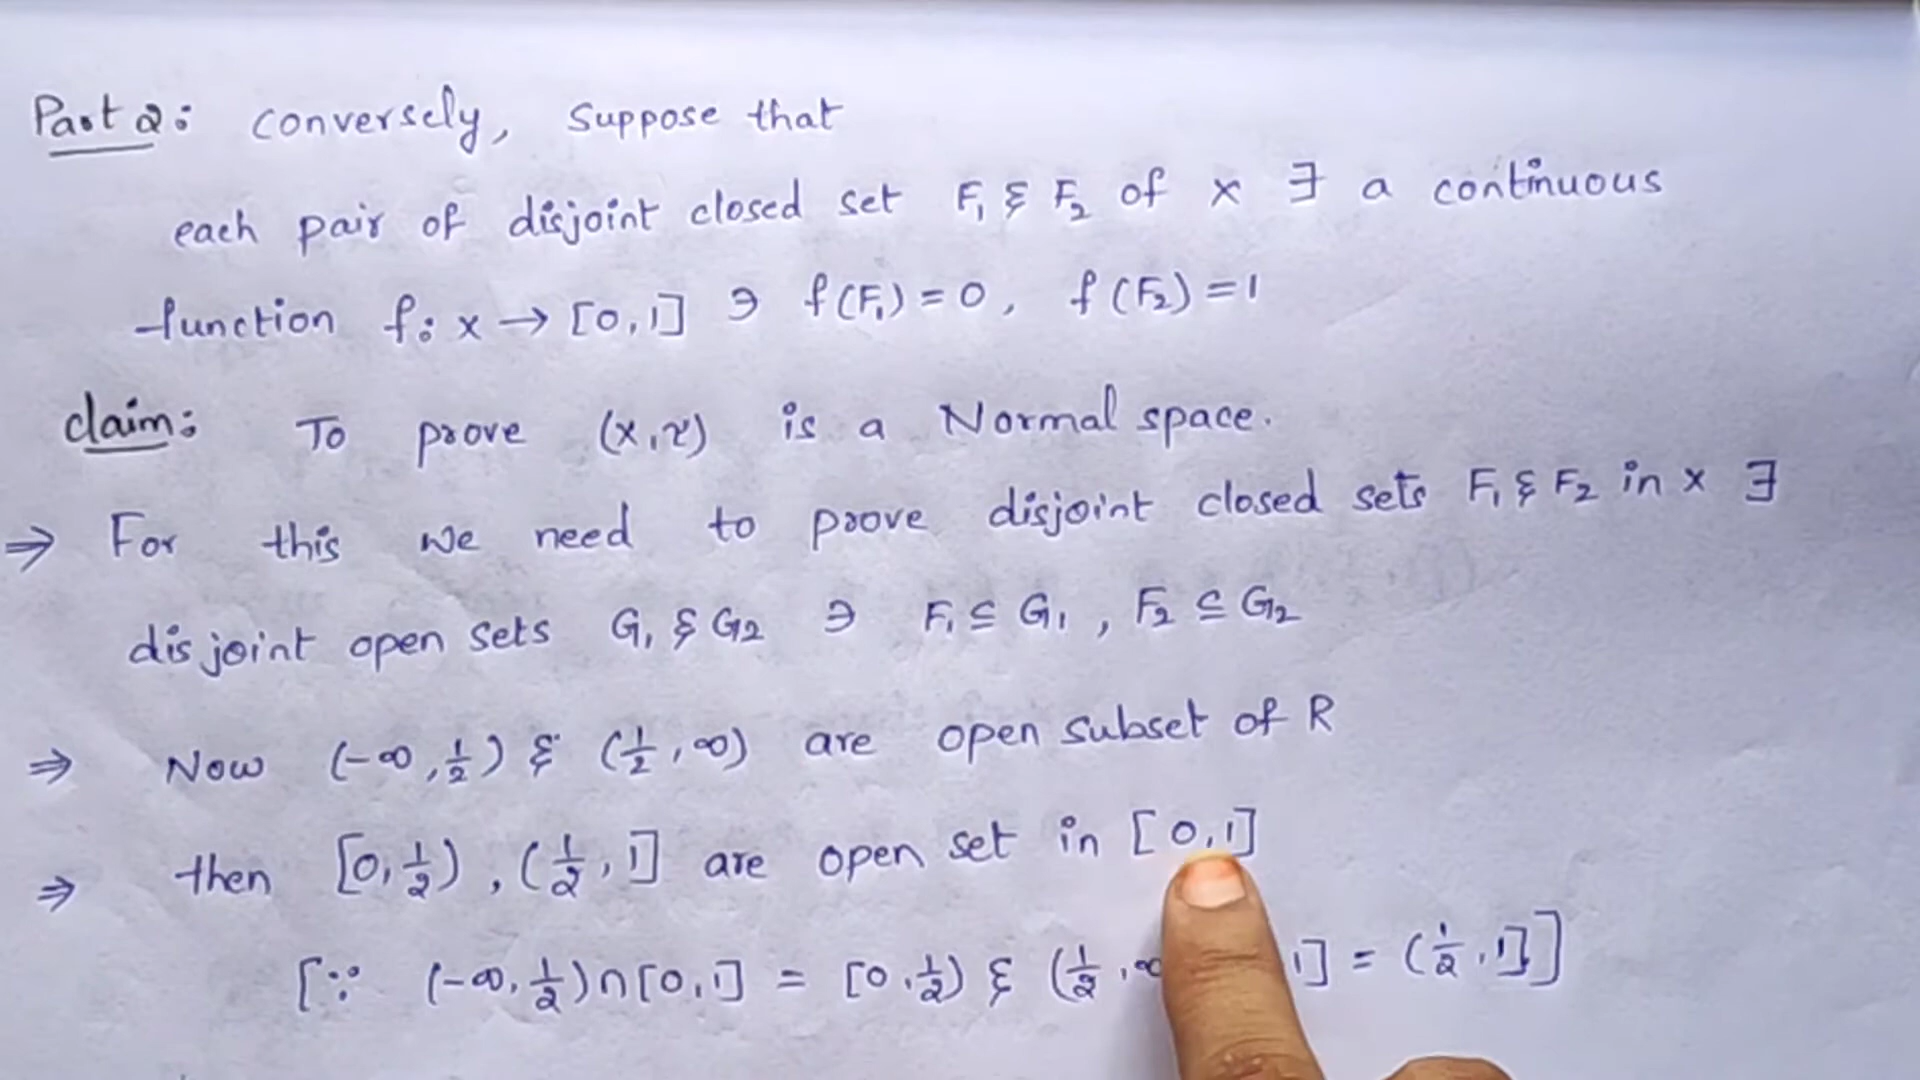 Part 2: conversely, suppose that
each pair of disjoint closed set F₁ & F₂ of x ∃ a continuous
function f: x → [0,1] ∋ f(F₁) = 0, f(F₂) = 1
claim: To prove (x,τ) is a Normal space.
⇒ For this we need to prove disjoint closed sets F₁ & F₂ in x ∃
disjoint open sets G₁ & G₂ ∋ F₁ ⊆ G₁, F₂ ⊆ G₂
⇒ Now (-∞, 1/2) & (1/2, ∞) are open subset of R
⇒ then [0, 1/2), (1/2, 1] are open set in [0,1]
[∵ (-∞, 1/2) ∩ [0,1] = [0, 1/2) & (1/2, ∞ 1] = (1/2, 1]]